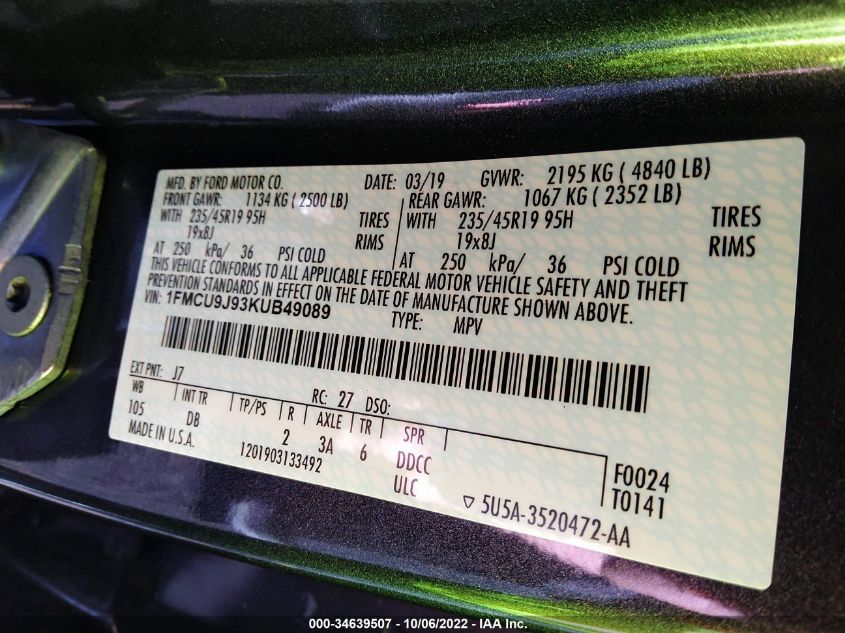 MFD. BY FORD MOTOR CO. DATE: 03/19 GVWR: 2195 KG ( 4840 LB)
FRONT GAWR: 1134 KG ( 2500 LB) REAR GAWR: 1067 KG ( 2352 LB)
WITH 235/45R19 95H TIRES WITH 235/45R19 95H TIRES
19x8J RIMS 19x8J RIMS
AT 250 kPa/ 36 PSI COLD AT 250 kPa/ 36 PSI COLD
THIS VEHICLE CONFORMS TO ALL APPLICABLE FEDERAL MOTOR VEHICLE SAFETY AND THEFT
PREVENTION STANDARDS IN EFFECT ON THE DATE OF MANUFACTURE SHOWN ABOVE.
VIN: 1FMCU9J93KUB49089 TYPE: MPV
EXT PNT: J7 RC: 27 DSO:
WB INT TR TP/PS R AXLE TR SPR
105 DB 2 3A 6 DDCC F0024
MADE IN U.S.A. 1201903133492 ULC T0141
▽ 5U5A-3520472-AA
000-34639507 - 10/06/2022 - IAA Inc.